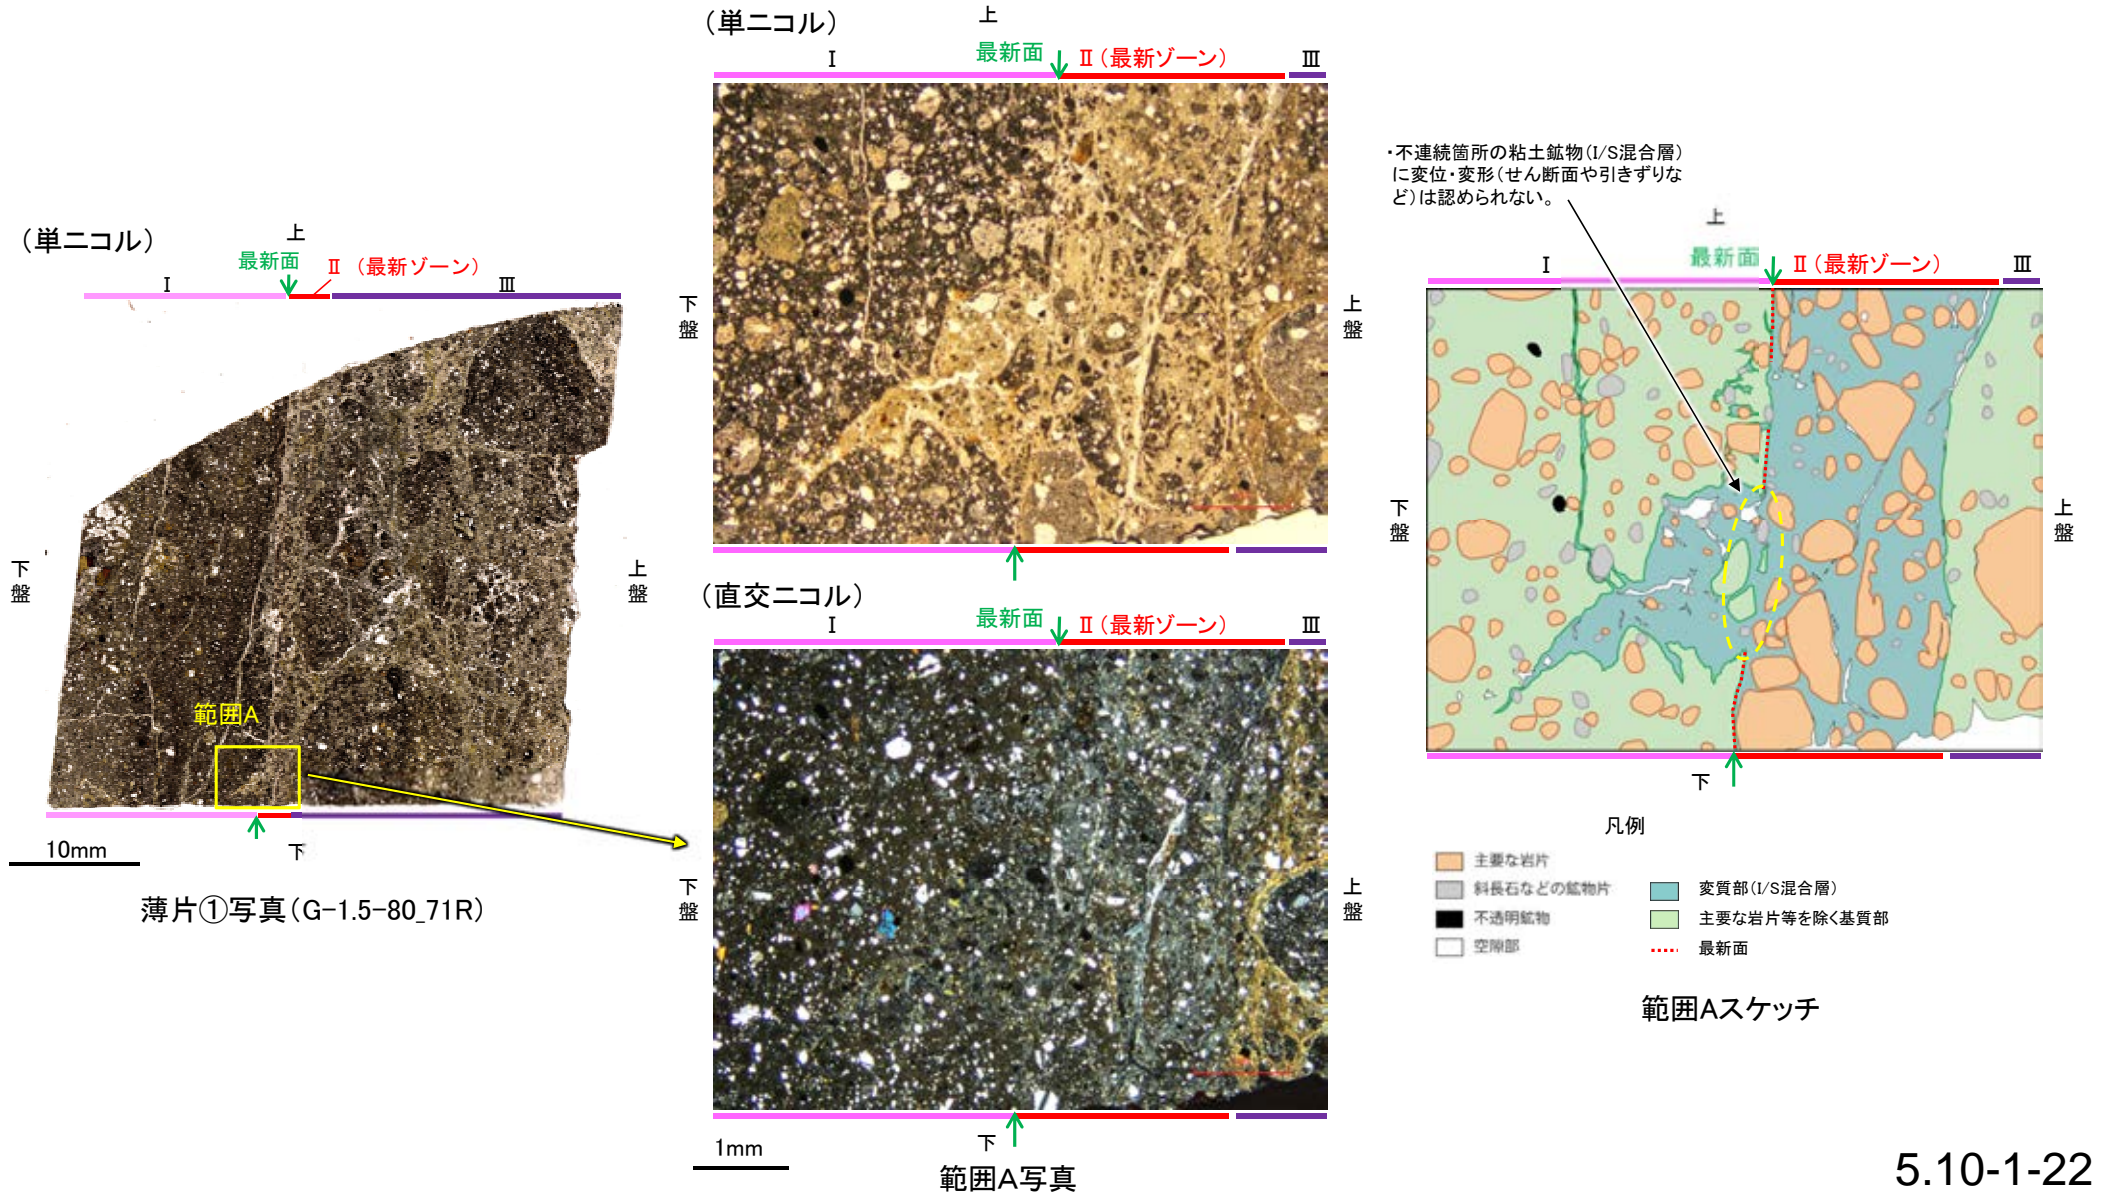 (単ニコル)
上
最新面
Ⅰ
Ⅱ (最新ゾーン)
Ⅲ
下盤
上盤
範囲A
下
10mm
薄片①写真(G-1.5-80_71R)
(単ニコル)
上
最新面
Ⅰ
Ⅱ(最新ゾーン)
Ⅲ
下盤
上盤
(直交ニコル)
最新面
Ⅰ
Ⅱ(最新ゾーン)
Ⅲ
下盤
上盤
下
1mm
範囲A写真
・不連続箇所の粘土鉱物(I/S混合層)
に変位・変形(せん断面や引きずりな
ど)は認められない。
上
最新面
Ⅰ
Ⅱ(最新ゾーン)
Ⅲ
下盤
上盤
下
凡例
主要な岩片
斜長石などの鉱物片
不透明鉱物
空隙部
変質部(I/S混合層)
主要な岩片等を除く基質部
最新面
範囲Aスケッチ
5.10-1-22